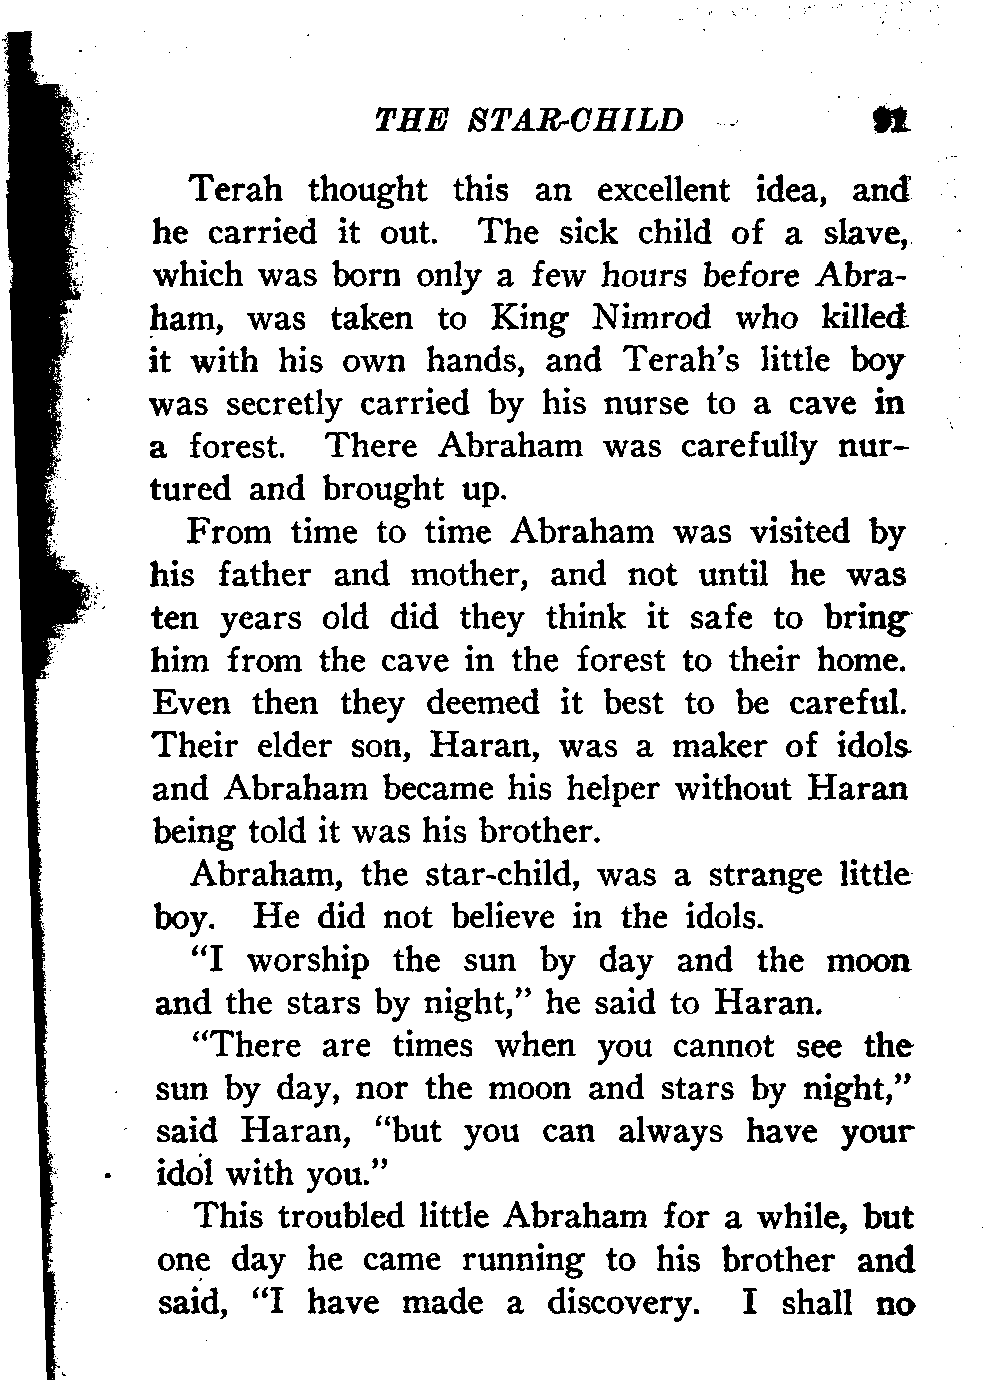 THE STAR-CHILD 91
Terah thought this an excellent idea, and
he carried it out. The sick child of a slave,
which was born only a few hours before Abra-
ham, was taken to King Nimrod who killed
it with his own hands, and Terah's little boy
was secretly carried by his nurse to a cave in
a forest. There Abraham was carefully nur-
tured and brought up.
From time to time Abraham was visited by
his father and mother, and not until he was
ten years old did they think it safe to bring
him from the cave in the forest to their home.
Even then they deemed it best to be careful.
Their elder son, Haran, was a maker of idols
and Abraham became his helper without Haran
being told it was his brother.
Abraham, the star-child, was a strange little
boy. He did not believe in the idols.
"I worship the sun by day and the moon
and the stars by night," he said to Haran.
"There are times when you cannot see the
sun by day, nor the moon and stars by night,"
said Haran, "but you can always have your
idol with you."
This troubled little Abraham for a while, but
one day he came running to his brother and
said, "I have made a discovery. I shall no